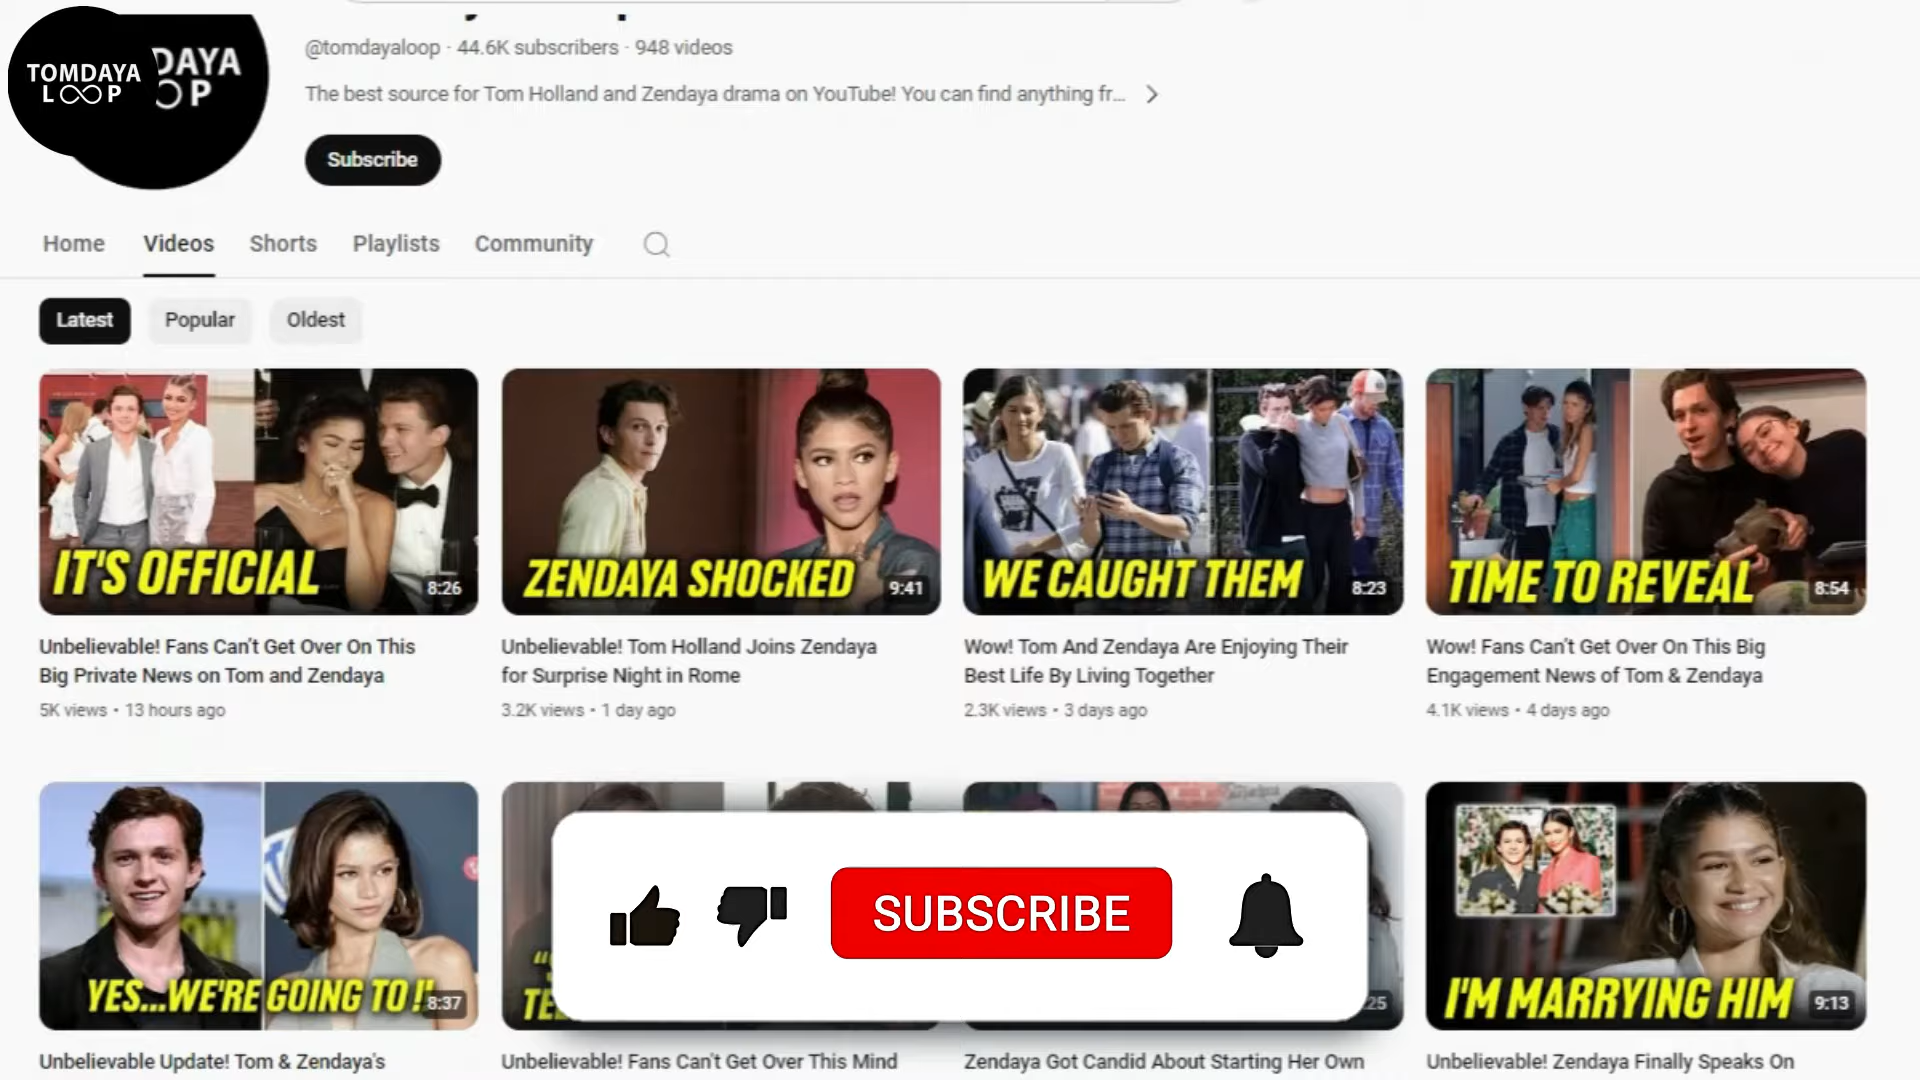 TOMDAYA
LOOP
DAYA
OP
@tomdayaloop · 44.6K subscribers · 948 videos
The best source for Tom Holland and Zendaya drama on YouTube! You can find anything fr...
Subscribe
Home Videos Shorts Playlists Community
Latest Popular Oldest
IT'S OFFICIAL
8:26
ZENDAYA SHOCKED
9:41
WE CAUGHT THEM
8:23
TIME TO REVEAL
8:54
Unbelievable! Fans Can't Get Over On This
Big Private News on Tom and Zendaya
5K views • 13 hours ago
Unbelievable! Tom Holland Joins Zendaya
for Surprise Night in Rome
3.2K views • 1 day ago
Wow! Tom And Zendaya Are Enjoying Their
Best Life By Living Together
2.3K views • 3 days ago
Wow! Fans Can't Get Over On This Big
Engagement News of Tom & Zendaya
4.1K views • 4 days ago
YES...WE'RE GOING TO !"
8:37
TE
SUBSCRIBE
:25
I'M MARRYING HIM
9:13
Unbelievable Update! Tom & Zendaya's
Unbelievable! Fans Can't Get Over This Mind
Zendaya Got Candid About Starting Her Own
Unbelievable! Zendaya Finally Speaks On